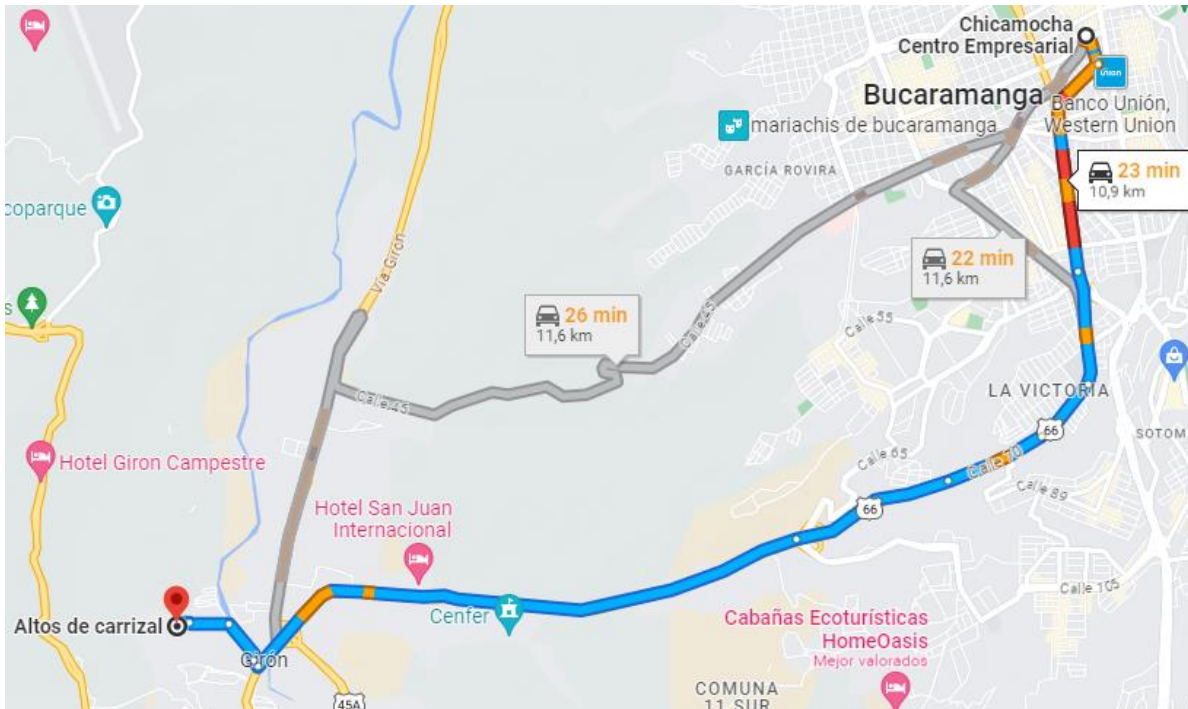 Chicamocha
Centro Empresarial
unión
Bucaramanga
Banco Unión,
Western Union
mariachis de bucaramanga
GARCÍA ROVIRA
23 min
10,9 km
coparque
Vía Girón
22 min
11,6 km
s
26 min
11,6 km
Calle 45
Calle 55
Calle 45
LA VICTORIA
66
SOTOM
Calle 65
Calle 70
Hotel Giron Campestre
Calle 89
66
Hotel San Juan
Internacional
Calle 105
Cenfer
Altos de carrizal
Cabañas Ecoturísticas
HomeOasis
Mejor valorados
Girón
COMUNA
11 SUR
45A